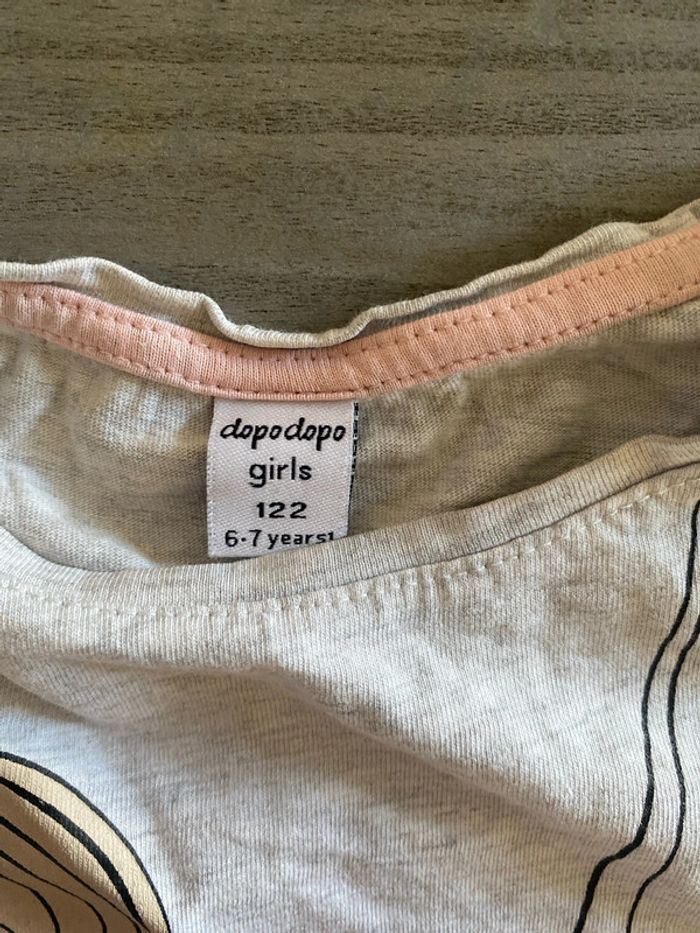 dopodopo
girls
122
6-7 years